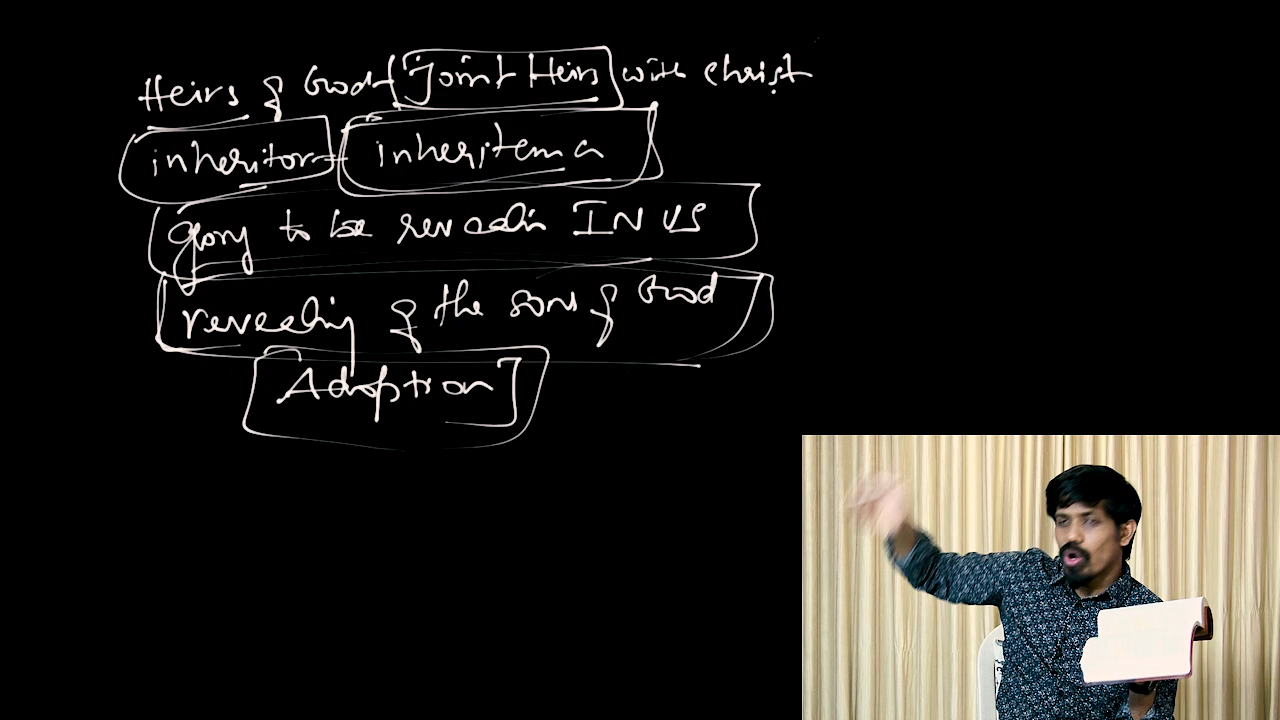 Heirs of God + joint Heirs with christ
inheritor - inheritema
glory to be reveal in IN US
revealing of the sons of God
Adoption